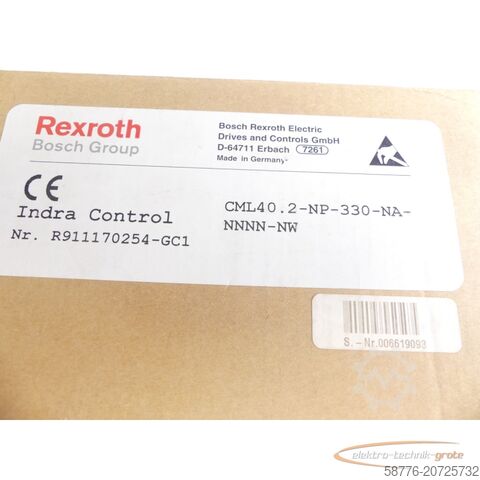 Rexroth
Bosch Group
Bosch Rexroth Electric
Drives and Controls GmbH
D-64711 Erbach 7261
Made in Germany
CE
Indra Control
Nr. R911170254-GC1
CML40.2-NP-330-NA-
NNNN-NW
S.-Nr.006619093
elektro-technik-grote
58776-20725732